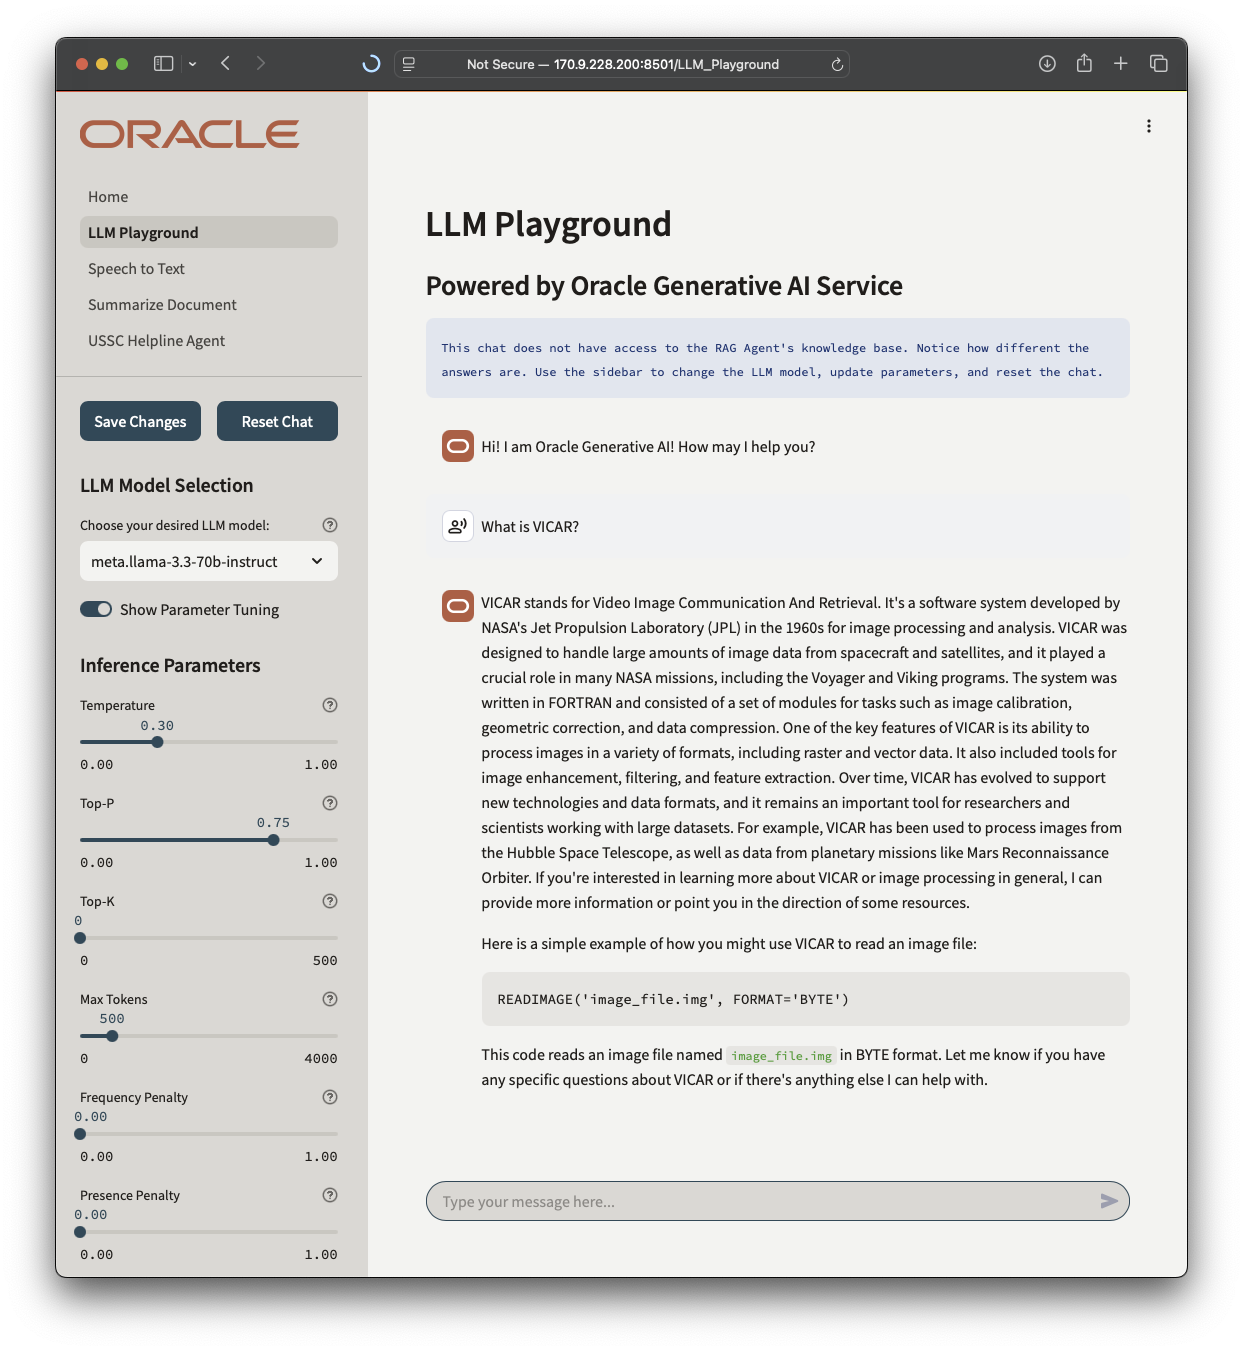 Not Secure — 170.9.228.200:8501/LLM_Playground
ORACLE
Home
LLM Playground
Speech to Text
Summarize Document
USSC Helpline Agent
Save Changes
Reset Chat
LLM Model Selection
Choose your desired LLM model:
meta.llama-3.3-70b-instruct
Show Parameter Tuning
Inference Parameters
Temperature
0.30
0.00 1.00
Top-P
0.75
0.00 1.00
Top-K
0
0 500
Max Tokens
500
0 4000
Frequency Penalty
0.00
0.00 1.00
Presence Penalty
0.00
0.00 1.00
LLM Playground
Powered by Oracle Generative AI Service
This chat does not have access to the RAG Agent's knowledge base. Notice how different the
answers are. Use the sidebar to change the LLM model, update parameters, and reset the chat.
Hi! I am Oracle Generative AI! How may I help you?
What is VICAR?
VICAR stands for Video Image Communication And Retrieval. It's a software system developed by
NASA's Jet Propulsion Laboratory (JPL) in the 1960s for image processing and analysis. VICAR was
designed to handle large amounts of image data from spacecraft and satellites, and it played a
crucial role in many NASA missions, including the Voyager and Viking programs. The system was
written in FORTRAN and consisted of a set of modules for tasks such as image calibration,
geometric correction, and data compression. One of the key features of VICAR is its ability to
process images in a variety of formats, including raster and vector data. It also included tools for
image enhancement, filtering, and feature extraction. Over time, VICAR has evolved to support
new technologies and data formats, and it remains an important tool for researchers and
scientists working with large datasets. For example, VICAR has been used to process images from
the Hubble Space Telescope, as well as data from planetary missions like Mars Reconnaissance
Orbiter. If you're interested in learning more about VICAR or image processing in general, I can
provide more information or point you in the direction of some resources.
Here is a simple example of how you might use VICAR to read an image file:
READIMAGE('image_file.img', FORMAT='BYTE')
This code reads an image file named image_file.img in BYTE format. Let me know if you have
any specific questions about VICAR or if there's anything else I can help with.
Type your message here...